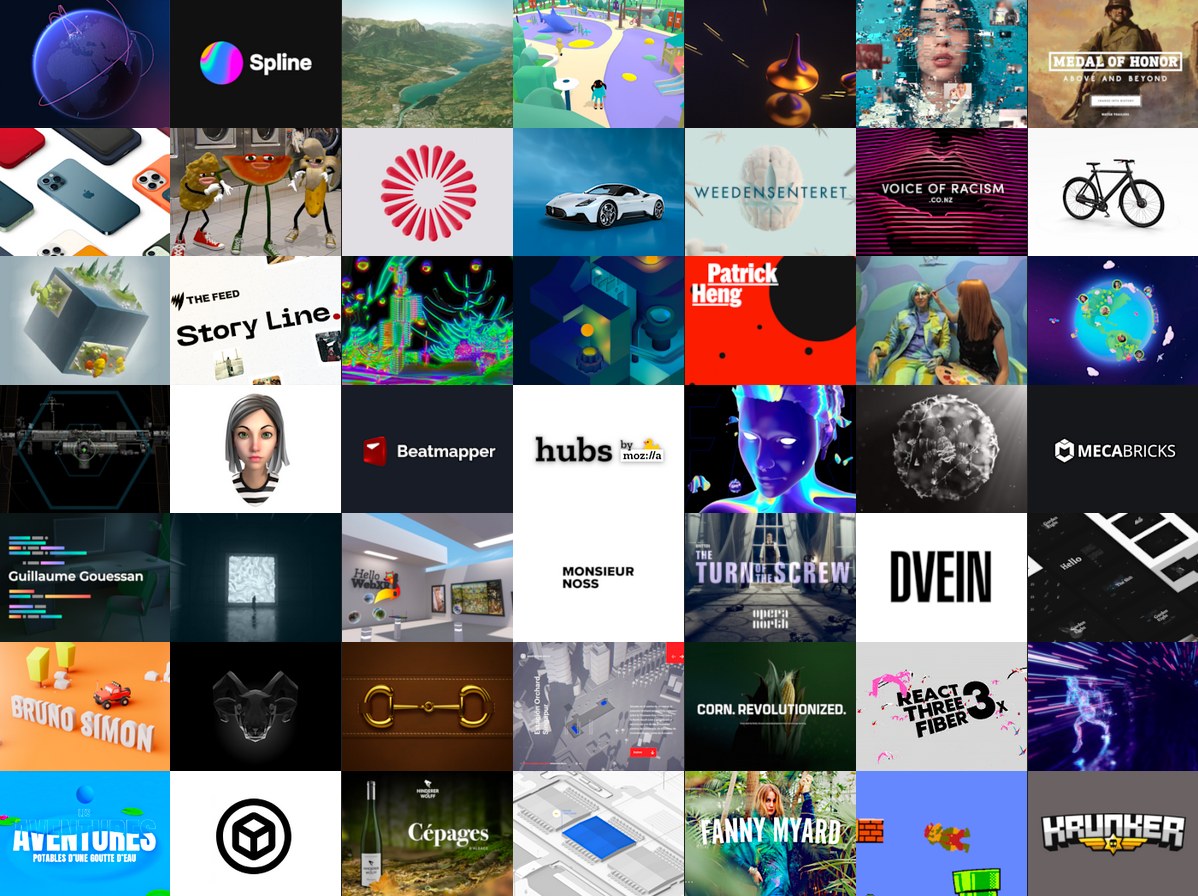 Spline
MEDAL OF HONOR
ABOVE AND BEYOND
WEEDENSENTERET
VOICE OF RACISM
.CO.NZ
THE FEED
Story Line.
Patrick
Heng
Beatmapper
hubs by
moz://a
MECABRICKS
Guillaume Gouessan
Hello
WebXR
MONSIEUR
NOSS
THE
TURN OF THE SCREW
opera
north
DVEIN
Hello
BRUNO SIMON
CORN. REVOLUTIONIZED.
REACT
THREE
FIBER
3x
LES
AVENTURES
POTABLES D'UNE GOUTTE D'EAU
HINDERER
WOLFF
Cépages
FANNY MYARD
KRUNKER